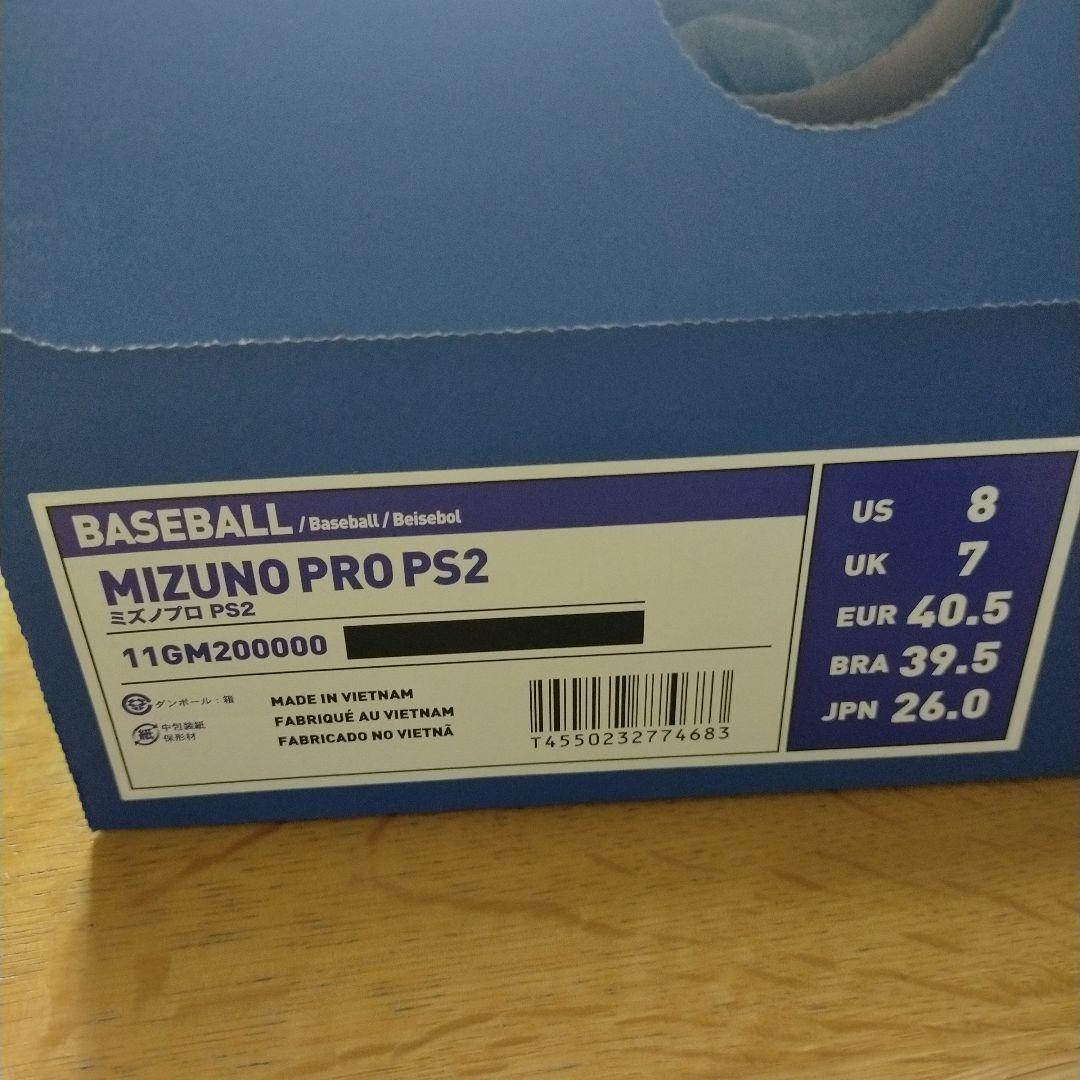 BASEBALL / Baseball / Beisebol
MIZUNO PRO PS2
ミズノプロ PS2
11GM200000
ダンボール：箱
紙
中包装紙
保形材
MADE IN VIETNAM
FABRIQUÉ AU VIETNAM
FABRICADO NO VIETNÃ
T4550232774683
US 8
UK 7
EUR 40.5
BRA 39.5
JPN 26.0